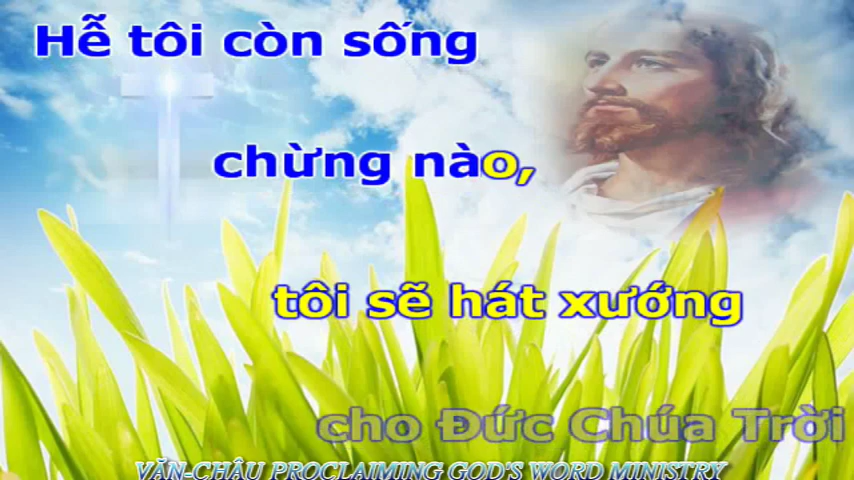 Hễ tôi còn sống
chừng nào,
tôi sẽ hát xướng
cho Đức Chúa Trời
VĂN-CHÂU PROCLAIMING GOD'S WORD MINISTRY